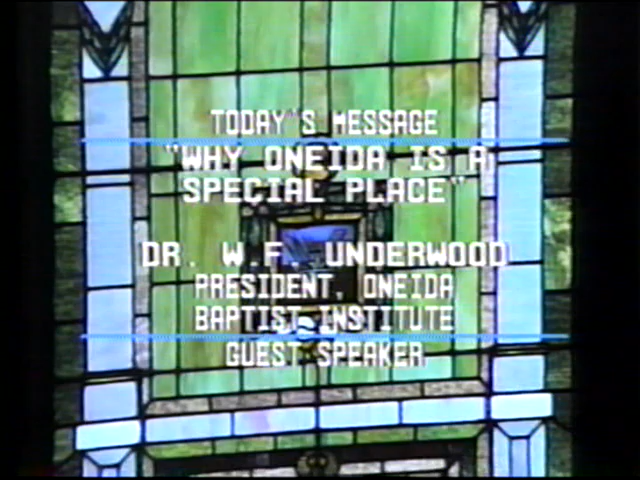 TODAY'S MESSAGE
"WHY ONEIDA IS A
SPECIAL PLACE"
DR. W.F. UNDERWOOD
PRESIDENT, ONEIDA
BAPTIST INSTITUTE
GUEST SPEAKER